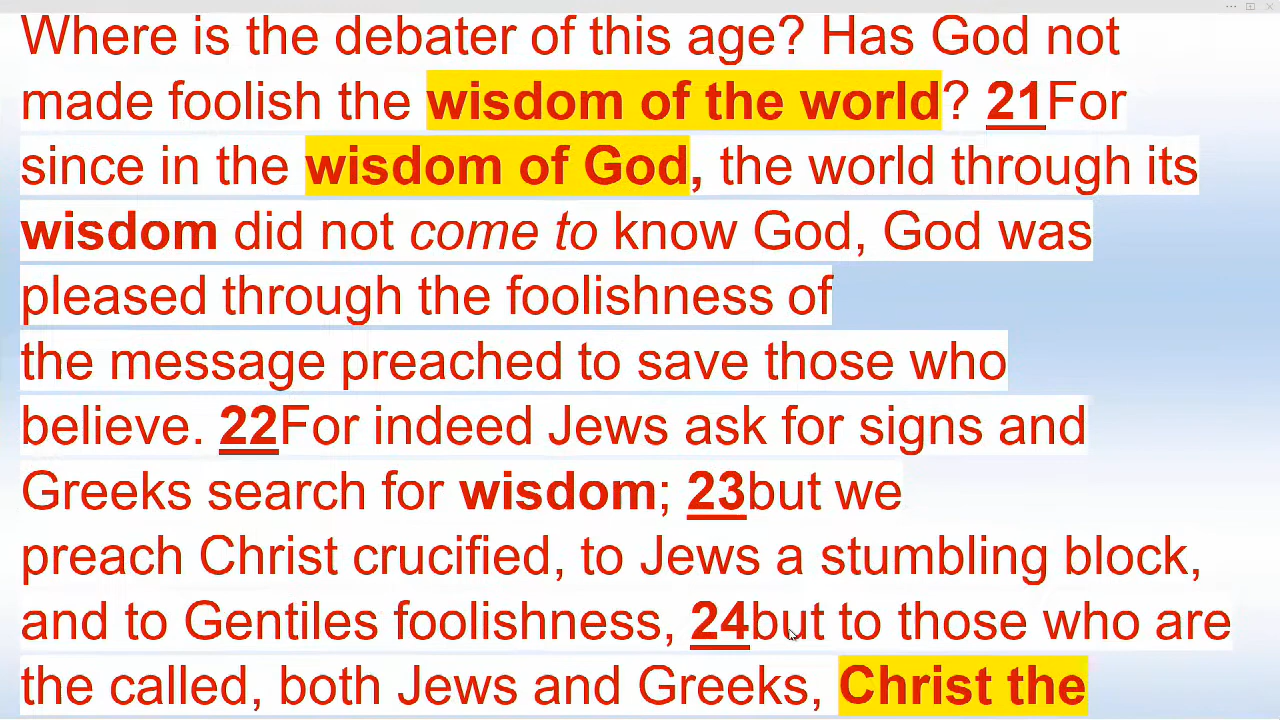 Where is the debater of this age? Has God not
made foolish the wisdom of the world? 21For
since in the wisdom of God, the world through its
wisdom did not come to know God, God was
pleased through the foolishness of
the message preached to save those who
believe. 22For indeed Jews ask for signs and
Greeks search for wisdom; 23but we
preach Christ crucified, to Jews a stumbling block,
and to Gentiles foolishness, 24but to those who are
the called, both Jews and Greeks, Christ the